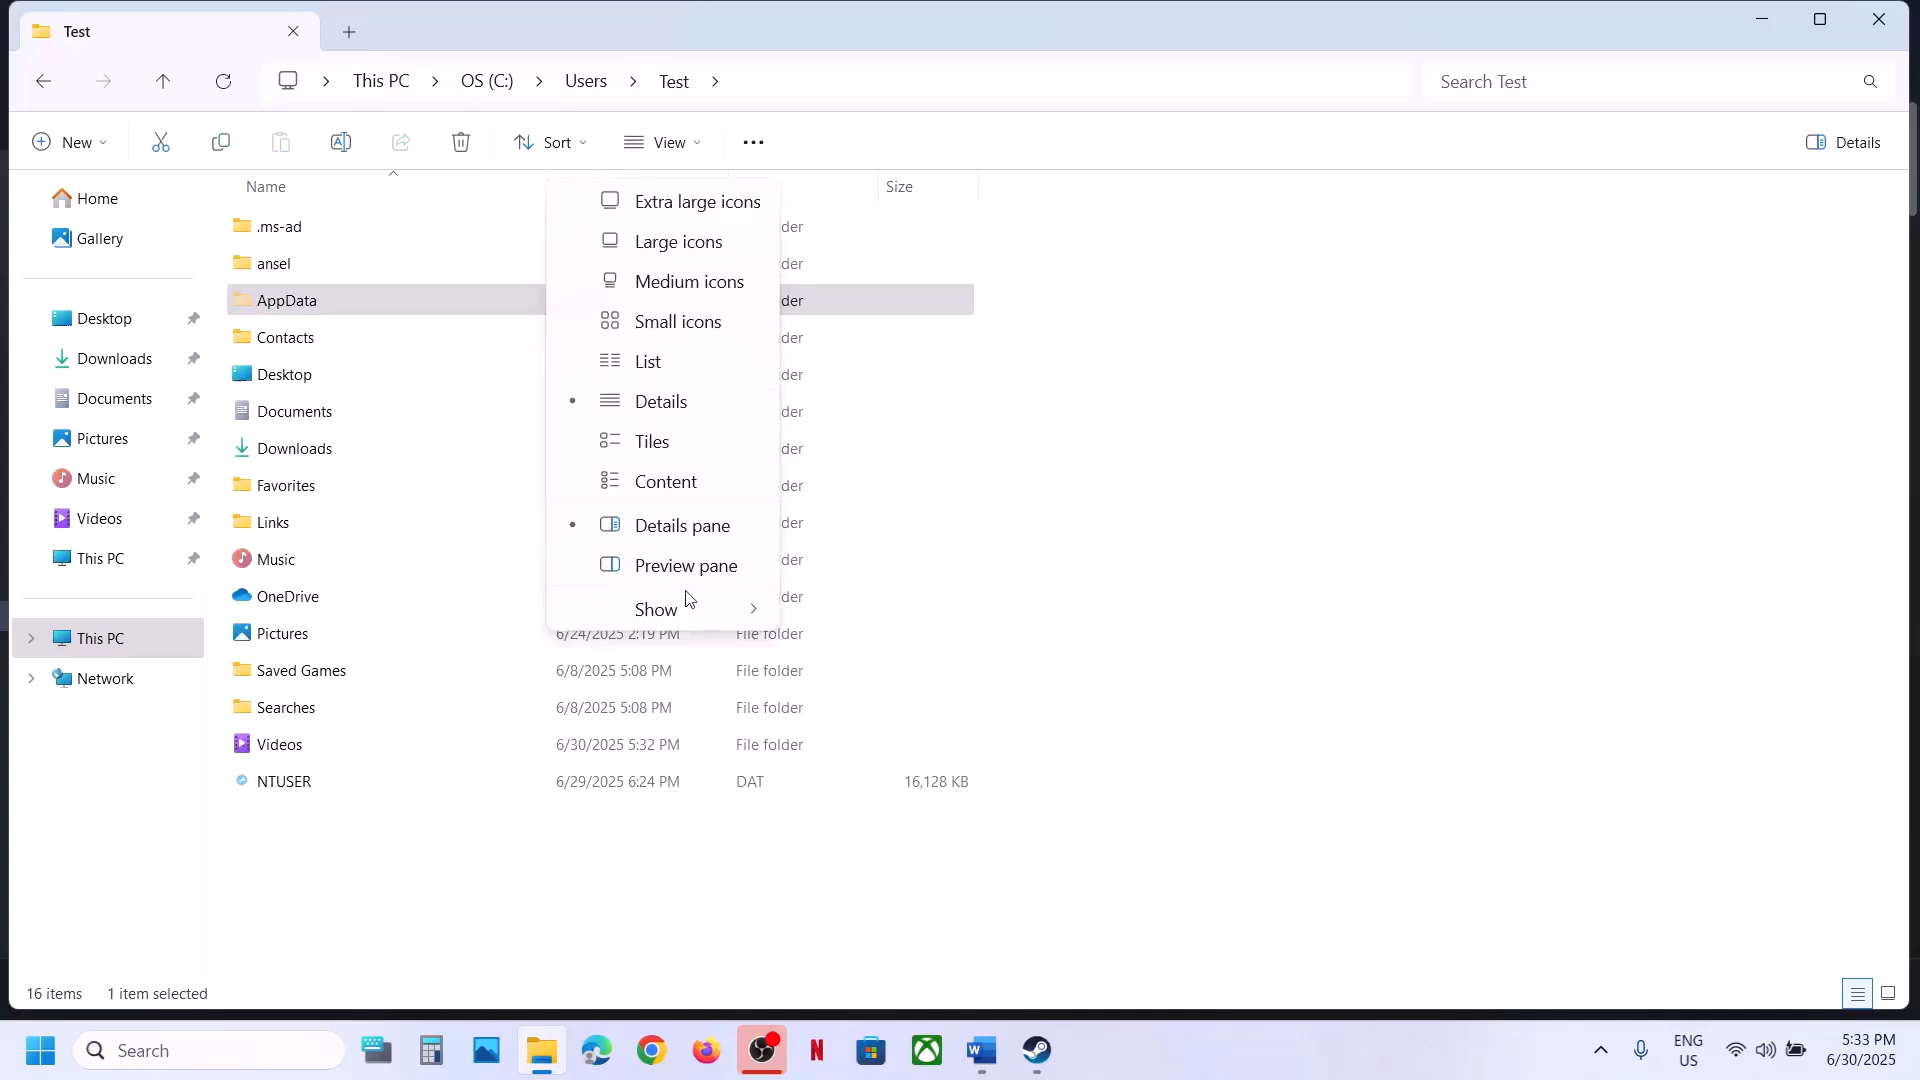 Test
This PC
OS (C:)
Users
Test
Search Test
New
Sort
View
Details
Name
Size
Home
Gallery
Desktop
Downloads
Documents
Pictures
Music
Videos
This PC
This PC
Network
.ms-ad
der
ansel
der
AppData
der
Contacts
der
Desktop
der
Documents
der
Downloads
der
Favorites
der
Links
der
Music
der
OneDrive
der
Pictures
6/24/2025 2:19 PM
File folder
Saved Games
6/8/2025 5:08 PM
File folder
Searches
6/8/2025 5:08 PM
File folder
Videos
6/30/2025 5:32 PM
File folder
NTUSER
6/29/2025 6:24 PM
DAT
16,128 KB
Extra large icons
Large icons
Medium icons
Small icons
List
Details
Tiles
Content
Details pane
Preview pane
Show
16 items
1 item selected
Search
ENG
US
5:33 PM
6/30/2025